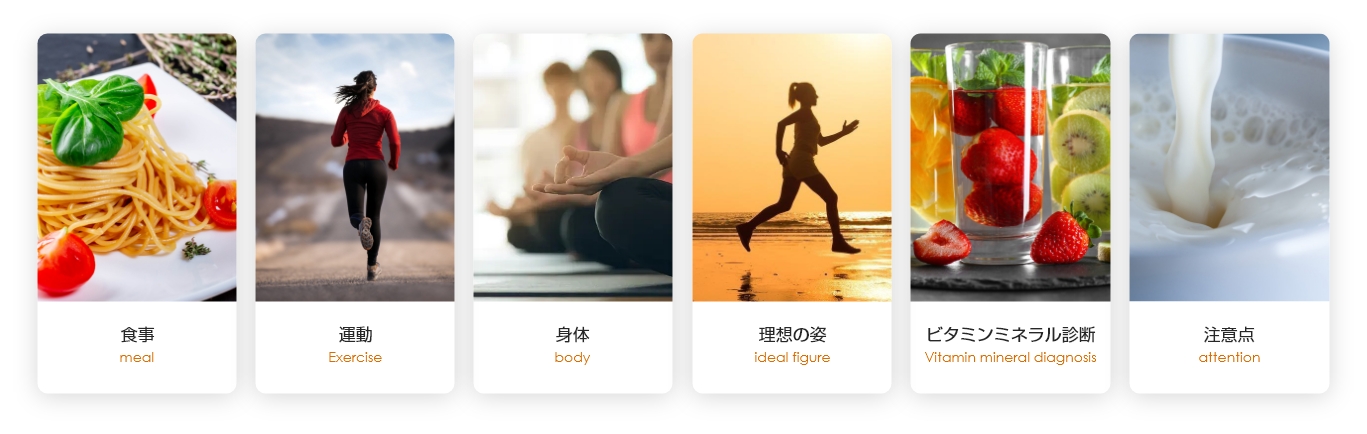 食事
meal
運動
Exercise
身体
body
理想の姿
ideal figure
ビタミンミネラル診断
Vitamin mineral diagnosis
注意点
attention